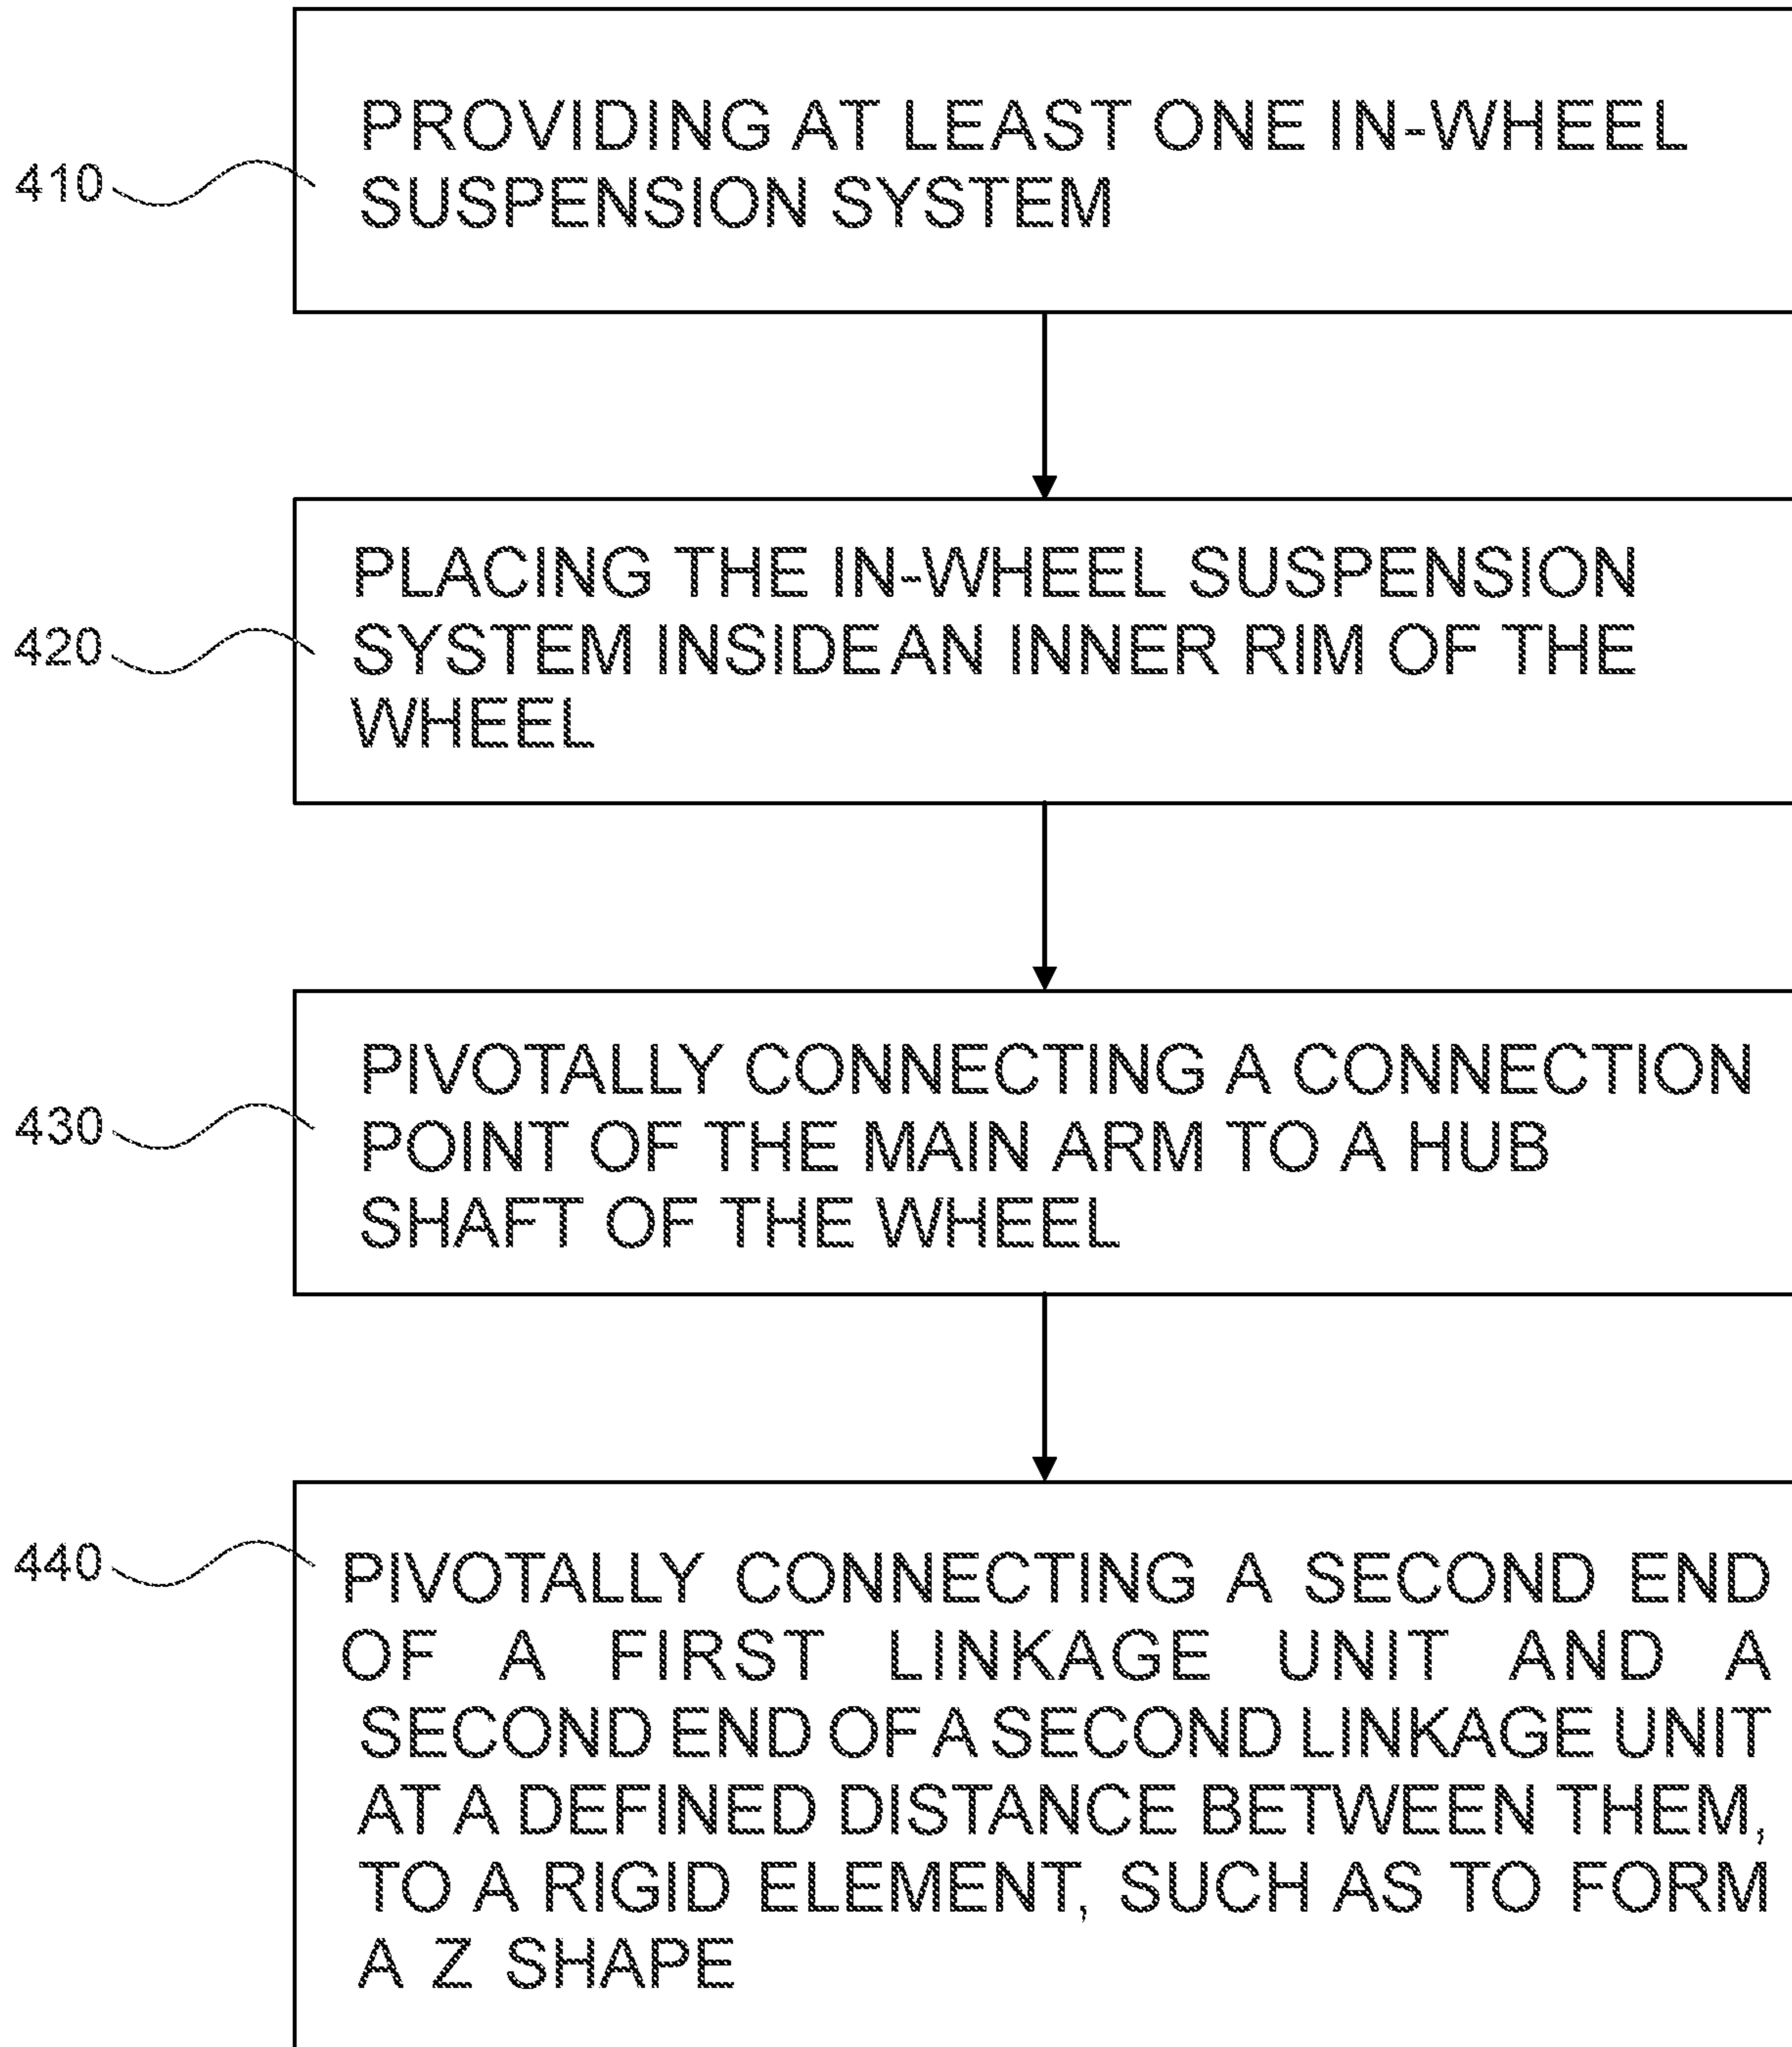 PROVIDING AT LEAST ONE IN-WHEEL
410
SUSPENSION SYSTEM
PLACING THE IN-WHEEL SUSPENSION
420
SYSTEM INSIDE AN INNER RIM OF THE
WHEEL
PIVOTALLY CONNECTING A CONNECTION
430
POINT OF THE MAIN ARM TO A HUB
SHAFT OF THE WHEEL
440
PIVOTALLY CONNECTING A SECOND END
OF A FIRST LINKAGE UNIT AND A
SECOND END OF A SECOND LINKAGE UNIT
AT A DEFINED DISTANCE BETWEEN THEM,
TO A RIGID ELEMENT, SUCH AS TO FORM
A Z SHAPE